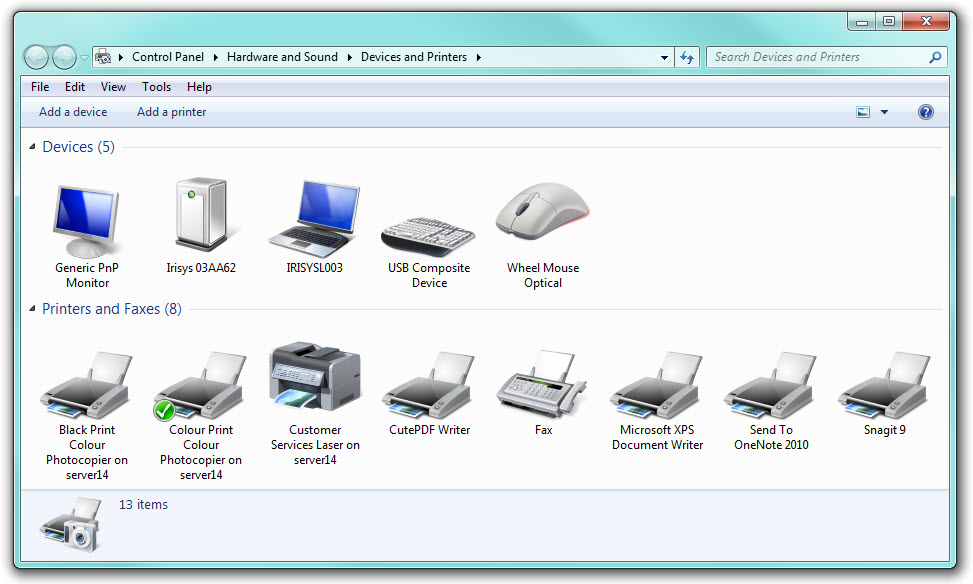 Control Panel Hardware and Sound Devices and Printers Search Devices and Printers
File Edit View Tools Help
Add a device Add a printer
Devices (5)
Generic PnP
Monitor
Irisys 03AA62
IRISYSL003
USB Composite
Device
Wheel Mouse
Optical
Printers and Faxes (8)
Black Print
Colour
Photocopier on
server14
Colour Print
Colour
Photocopier on
server14
Customer
Services Laser on
server14
CutePDF Writer
Fax
Microsoft XPS
Document Writer
Send To
OneNote 2010
Snagit 9
13 items